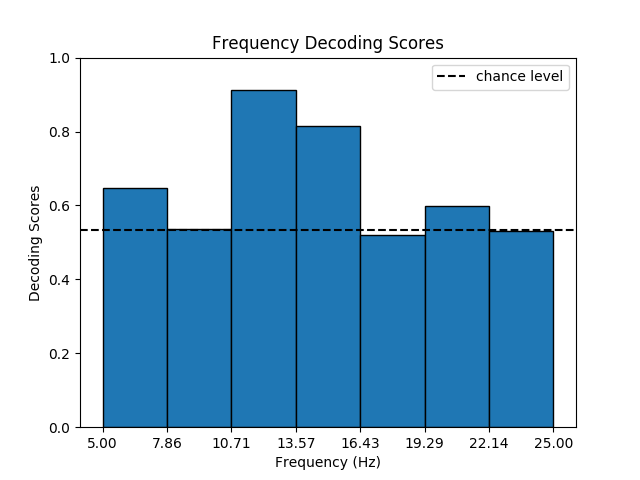 Frequency Decoding Scores
1.0
chance level
0.8
0.6
Decoding Scores
0.4
0.2
0.0
5.00 7.86 10.71 13.57 16.43 19.29 22.14 25.00
Frequency (Hz)